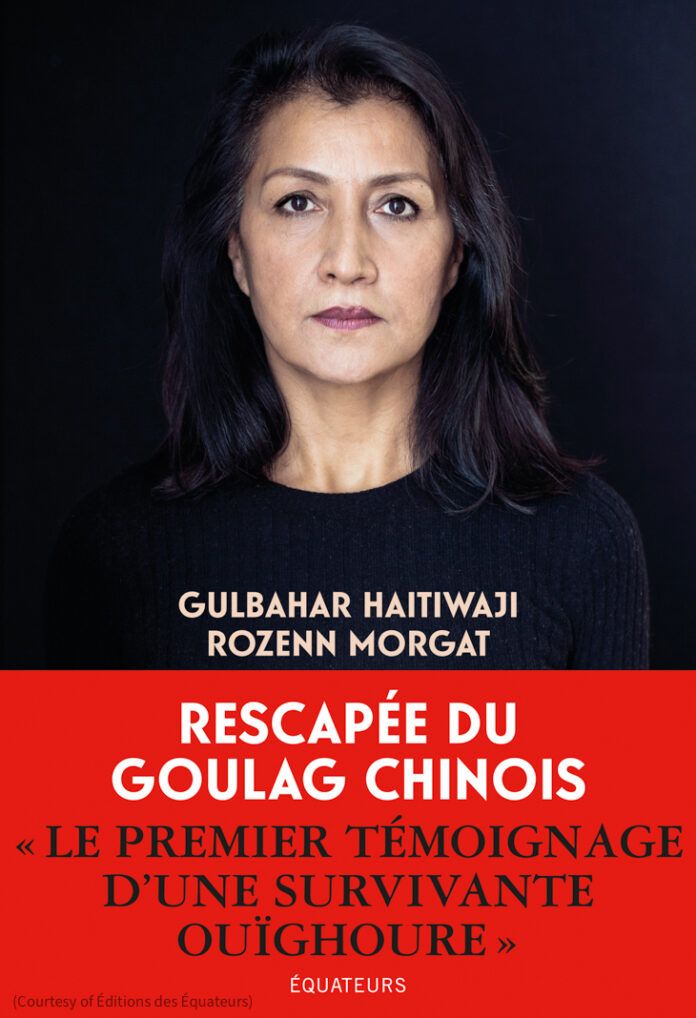 GULBAHAR HAITIWAJI
ROZENN MORGAT
RESCAPÉE DU
GOULAG CHINOIS
« LE PREMIER TÉMOIGNAGE
D’UNE SURVIVANTE
OUÏGHOURE »
ÉQUATEURS
(Courtesy of Éditions des Équateurs)